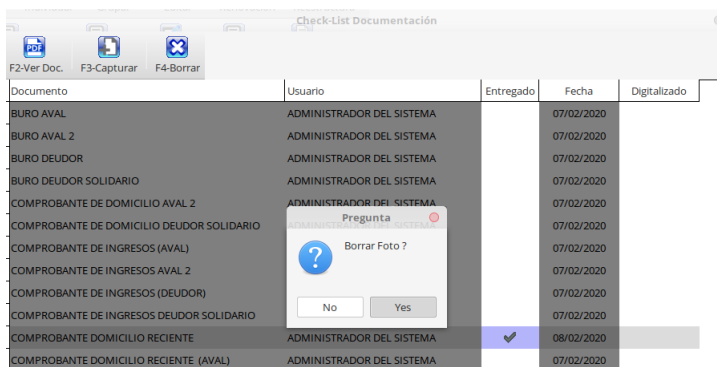 Check-List Documentación
F2-Ver Doc. F3-Capturar F4-Borrar
Documento Usuario Entregado Fecha Digitalizado
BURO AVAL ADMINISTRADOR DEL SISTEMA 07/02/2020
BURO AVAL 2 ADMINISTRADOR DEL SISTEMA 07/02/2020
BURO DEUDOR ADMINISTRADOR DEL SISTEMA 07/02/2020
BURO DEUDOR SOLIDARIO ADMINISTRADOR DEL SISTEMA 07/02/2020
COMPROBANTE DE DOMICILIO AVAL 2 ADMINISTRADOR DEL SISTEMA 07/02/2020
COMPROBANTE DE DOMICILIO DEUDOR SOLIDARIO 07/02/2020
Pregunta
COMPROBANTE DE INGRESOS (AVAL) 07/02/2020
Borrar Foto ?
COMPROBANTE DE INGRESOS AVAL 2 07/02/2020
COMPROBANTE DE INGRESOS (DEUDOR) 07/02/2020
No Yes
COMPROBANTE DE INGRESOS DEUDOR SOLIDARIO 07/02/2020
COMPROBANTE DOMICILIO RECIENTE ADMINISTRADOR DEL SISTEMA 08/02/2020
COMPROBANTE DOMICILIO RECIENTE (AVAL) ADMINISTRADOR DEL SISTEMA 07/02/2020